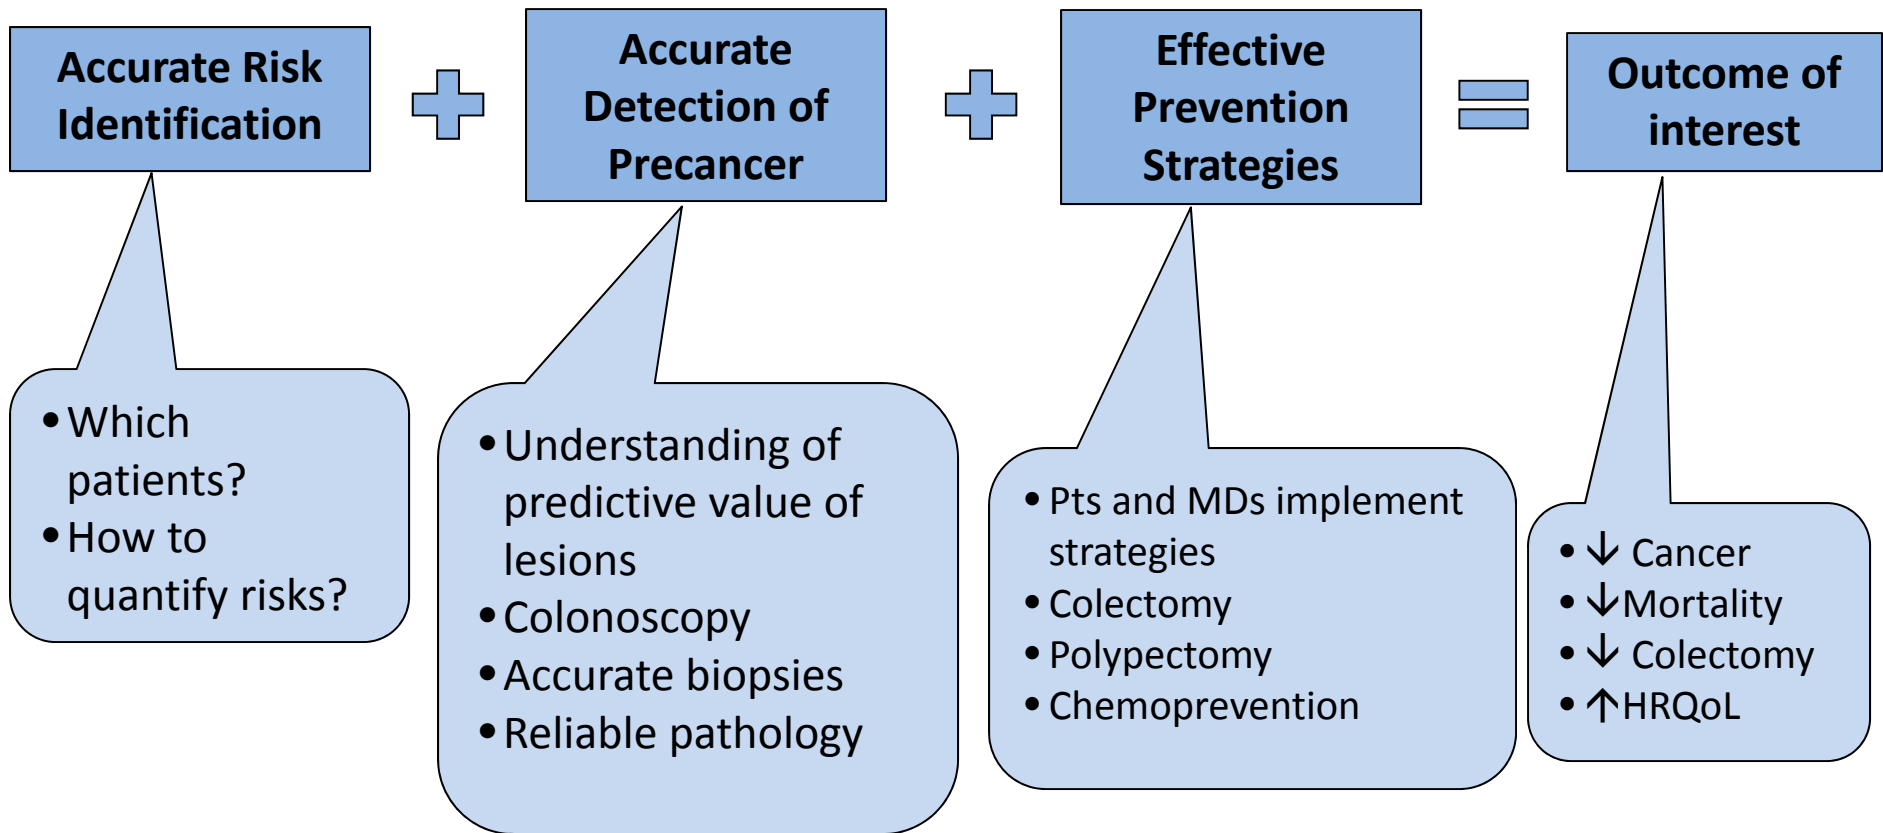 Accurate Risk
Identification
Accurate
Detection of
Precancer
Effective
Prevention
Strategies
Outcome of
interest
• Which
patients?
• How to
quantify risks?
• Understanding of
predictive value of
lesions
• Colonoscopy
• Accurate biopsies
• Reliable pathology
• Pts and MDs implement
strategies
• Colectomy
• Polypectomy
• Chemoprevention
• ↓ Cancer
• ↓Mortality
• ↓ Colectomy
• ↑HRQoL